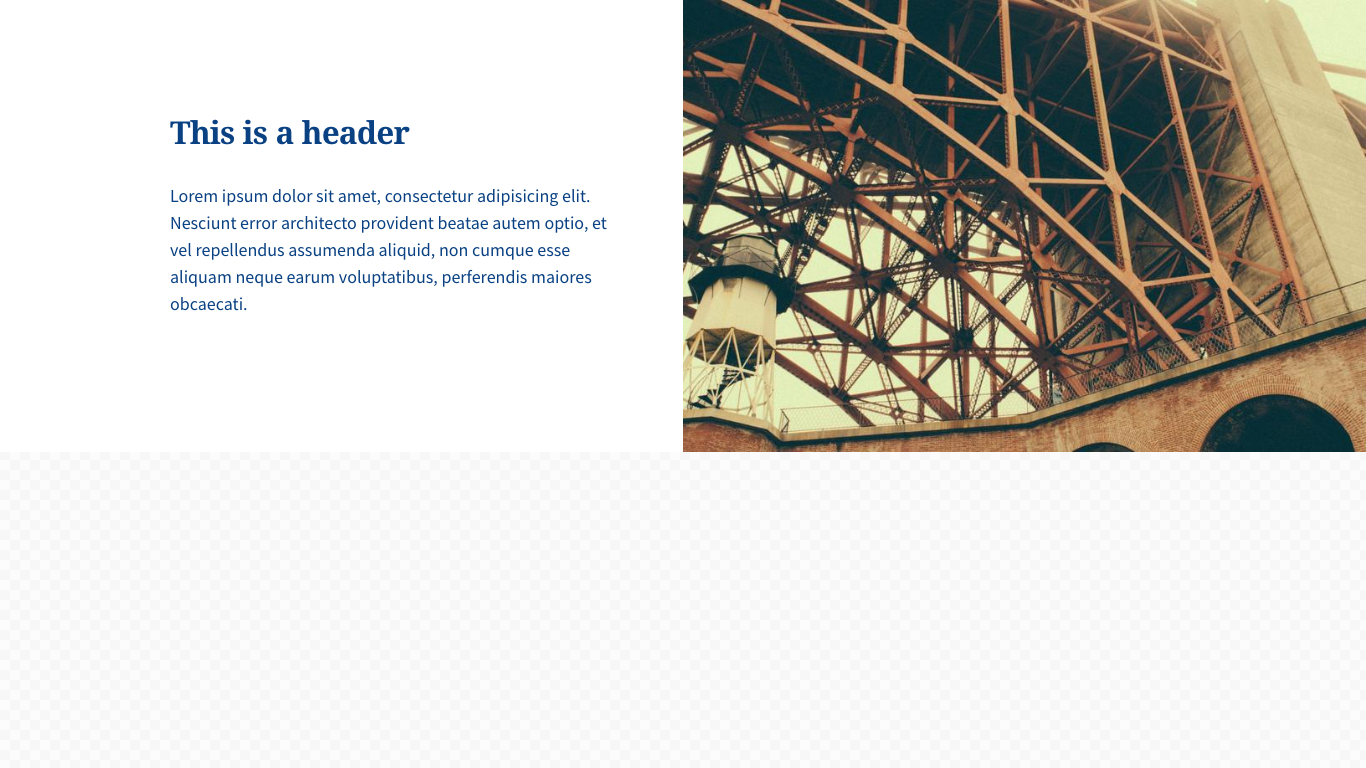 This is a header
Lorem ipsum dolor sit amet, consectetur adipisicing elit.
Nesciunt error architecto provident beatae autem optio, et
vel repellendus assumenda aliquid, non cumque esse
aliquam neque earum voluptatibus, perferendis maiores
obcaecati.